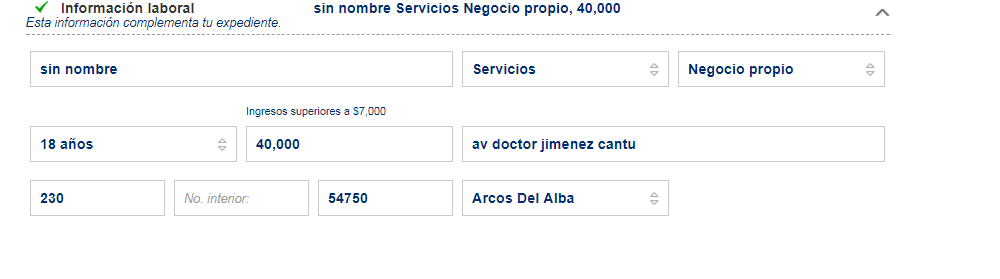 Información laboral
sin nombre Servicios Negocio propio, 40,000
Esta información complementa tu expediente.
sin nombre
Servicios
Negocio propio
Ingresos superiores a $7,000
18 años
40,000
av doctor jimenez cantu
230
No. interior:
54750
Arcos Del Alba